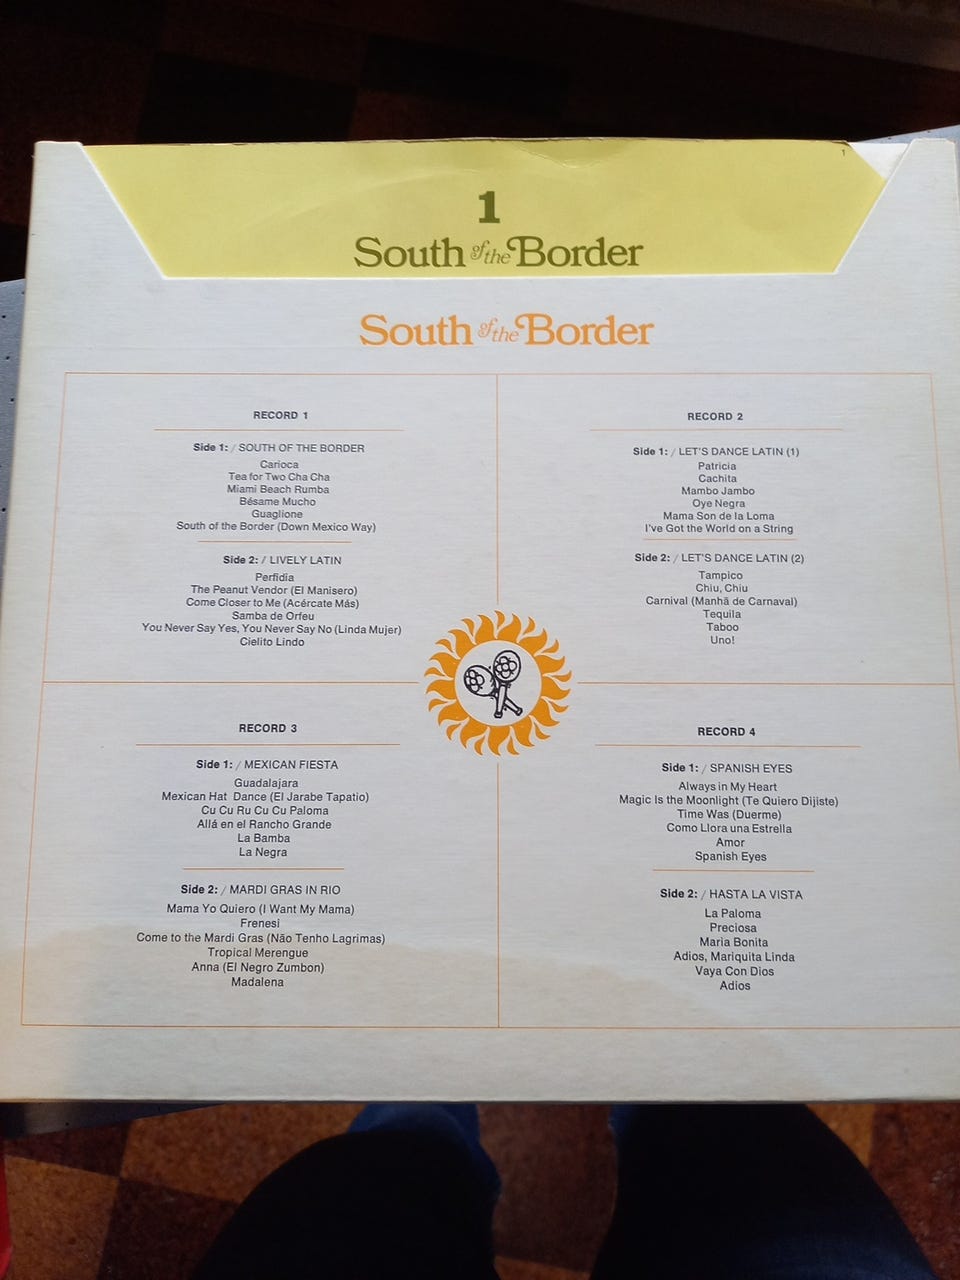 1
1
South of the Border
South of the Border
RECORD 1
Side 1: / SOUTH OF THE BORDER
Carioca
Tea for Two Cha Cha
Miami Beach Rumba
Bésame Mucho
Guaglione
South of the Border (Down Mexico Way)
Side 2: / LIVELY LATIN
Perfidia
The Peanut Vendor (El Manisero)
Come Closer to Me (Acércate Más)
Samba de Orfeu
You Never Say Yes, You Never Say No (Linda Mujer)
Cielito Lindo
RECORD 2
Side 1: / LET'S DANCE LATIN (1)
Patricia
Cachita
Mambo Jambo
Oye Negra
Mama Son de la Loma
I've Got the World on a String
Side 2: / LET'S DANCE LATIN (2)
Tampico
Chiu, Chiu
Carnival (Manhã de Carnaval)
Tequila
Taboo
Uno!
RECORD 3
Side 1: / MEXICAN FIESTA
Guadalajara
Mexican Hat Dance (El Jarabe Tapatio)
Cu Cu Ru Cu Cu Paloma
Allá en el Rancho Grande
La Bamba
La Negra
Side 2: / MARDI GRAS IN RIO
Mama Yo Quiero (I Want My Mama)
Frenesi
Come to the Mardi Gras (Não Tenho Lagrimas)
Tropical Merengue
Anna (El Negro Zumbon)
Madalena
RECORD 4
Side 1: / SPANISH EYES
Always in My Heart
Magic Is the Moonlight (Te Quiero Dijiste)
Time Was (Duerme)
Como Llora una Estrella
Amor
Spanish Eyes
Side 2: / HASTA LA VISTA
La Paloma
Preciosa
Maria Bonita
Adios, Mariquita Linda
Vaya Con Dios
Adios